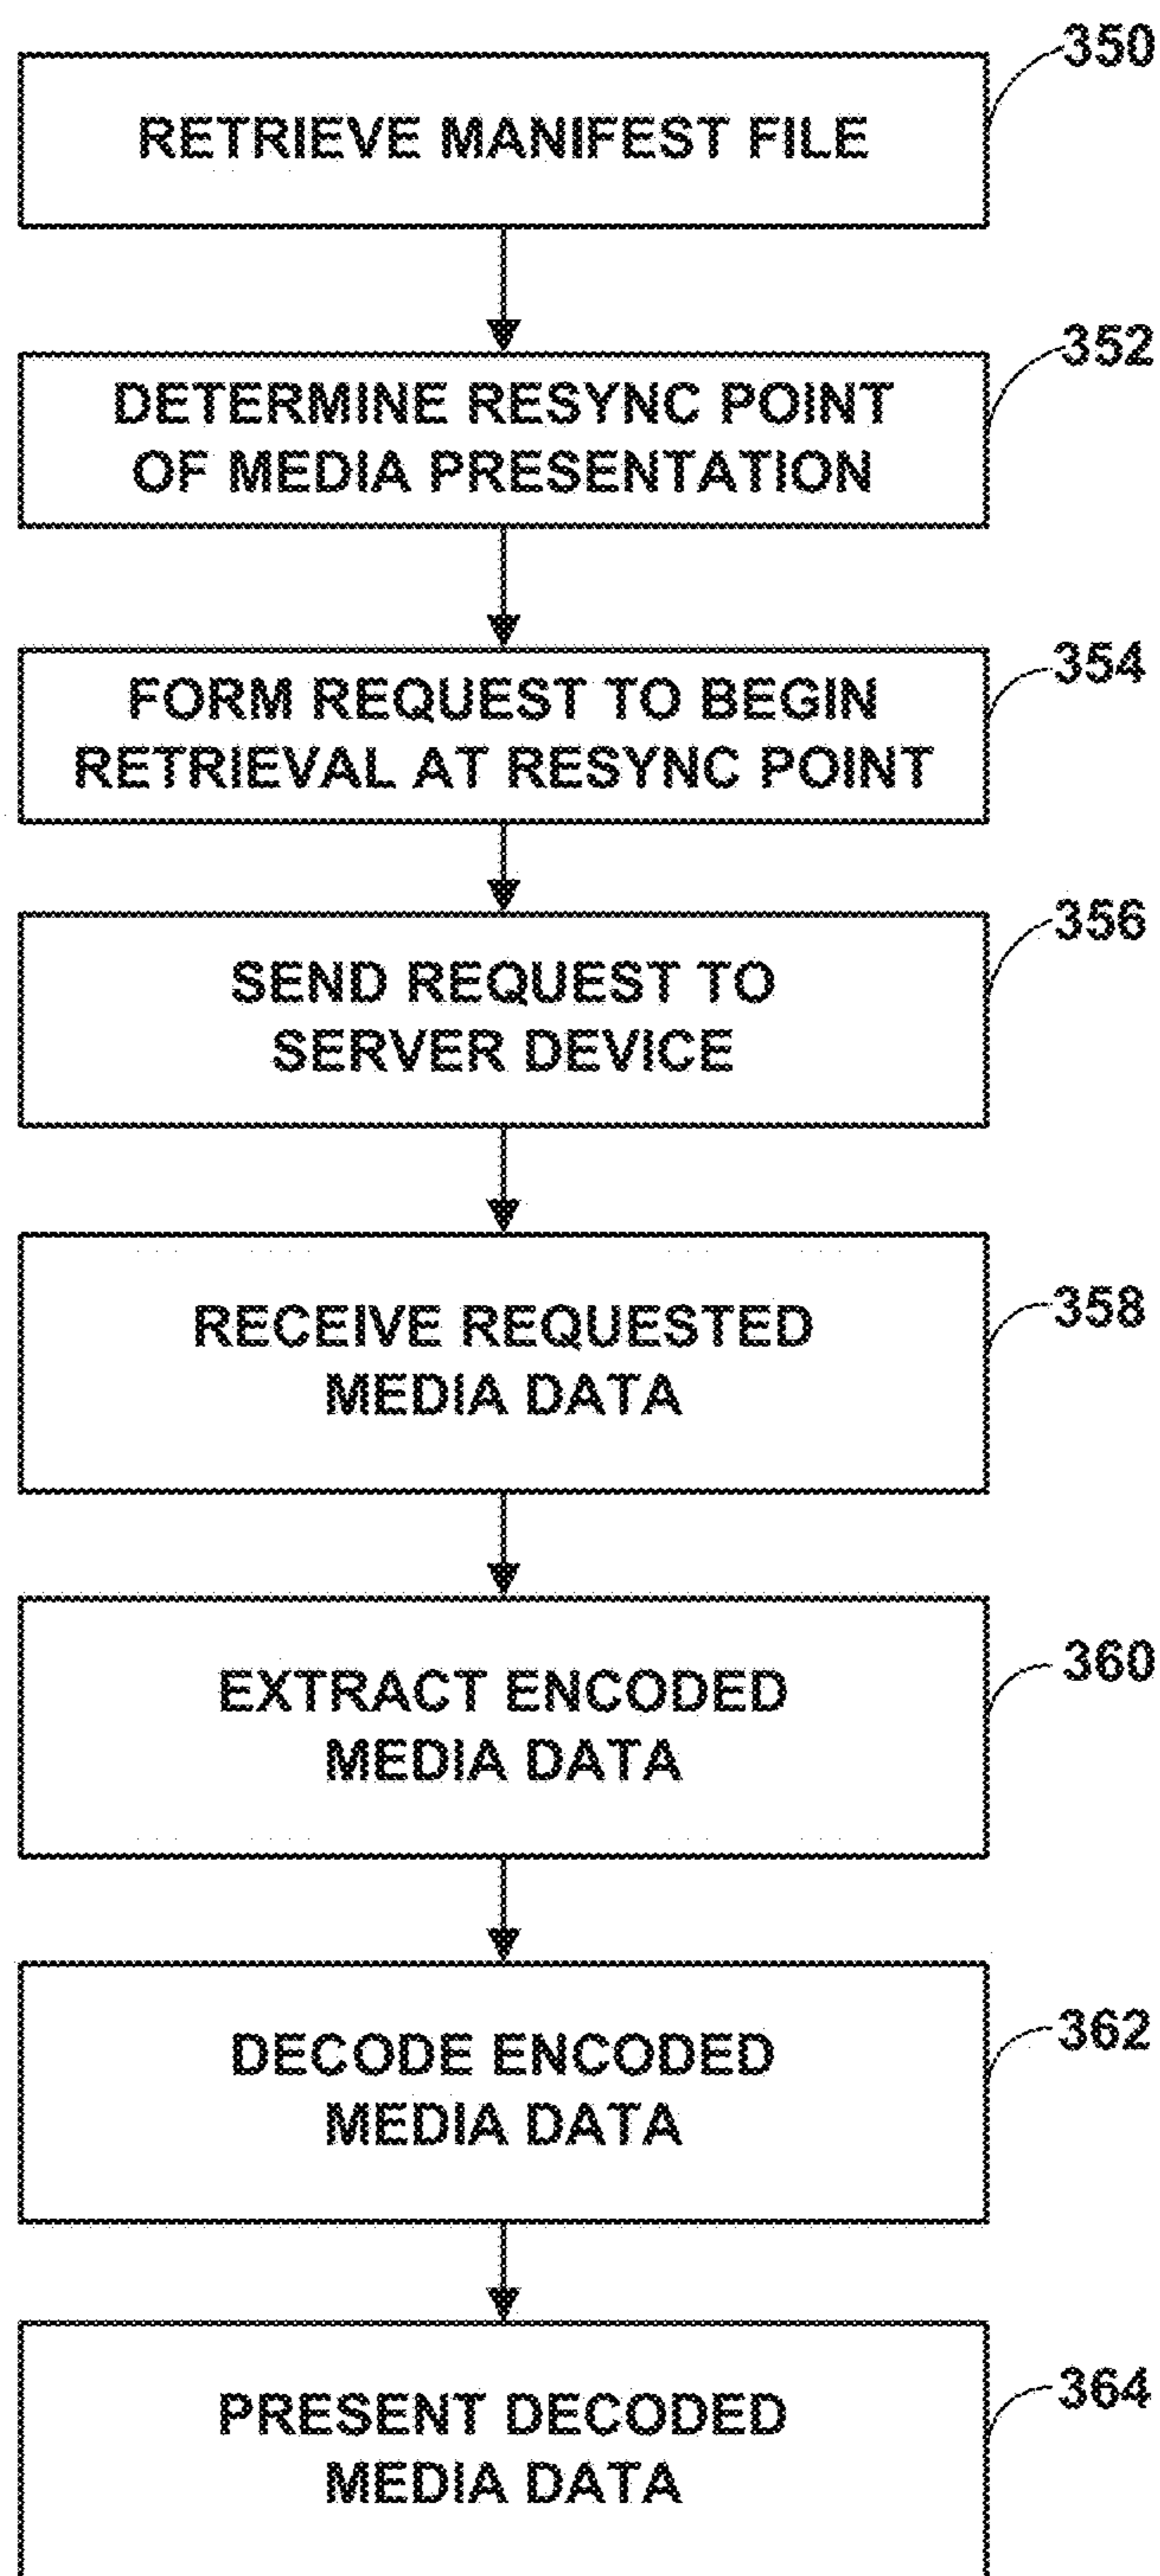 350
RETRIEVE MANIFEST FILE
352
DETERMINE RESYNC POINT
OF MEDIA PRESENTATION
354
FORM REQUEST TO BEGIN
RETRIEVAL AT RESYNC POINT
356
SEND REQUEST TO
SERVER DEVICE
358
RECEIVE REQUESTED
MEDIA DATA
360
EXTRACT ENCODED
MEDIA DATA
362
DECODE ENCODED
MEDIA DATA
364
PRESENT DECODED
MEDIA DATA